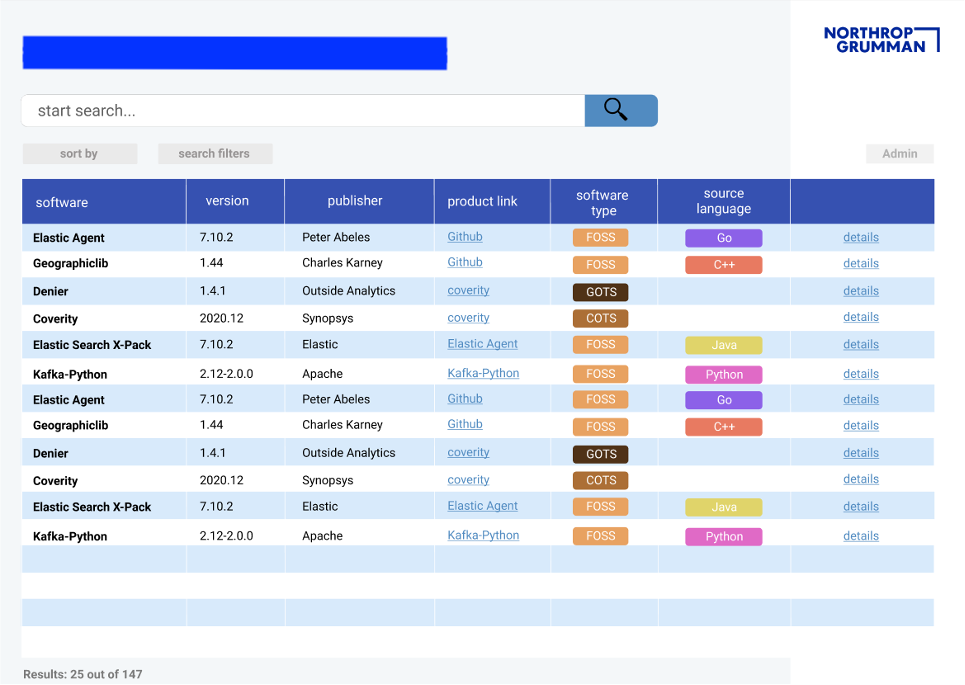 NORTHROP
GRUMMAN
start search...
sort by search filters Admin
software version publisher product link software type source language
Elastic Agent 7.10.2 Peter Abeles Github FOSS Go details
Geographiclib 1.44 Charles Karney Github FOSS C++ details
Denier 1.4.1 Outside Analytics coverity GOTS details
Coverity 2020.12 Synopsys coverity COTS details
Elastic Search X-Pack 7.10.2 Elastic Elastic Agent FOSS Java details
Kafka-Python 2.12-2.0.0 Apache Kafka-Python FOSS Python details
Elastic Agent 7.10.2 Peter Abeles Github FOSS Go details
Geographiclib 1.44 Charles Karney Github FOSS C++ details
Denier 1.4.1 Outside Analytics coverity GOTS details
Coverity 2020.12 Synopsys coverity COTS details
Elastic Search X-Pack 7.10.2 Elastic Elastic Agent FOSS Java details
Kafka-Python 2.12-2.0.0 Apache Kafka-Python FOSS Python details
Results: 25 out of 147